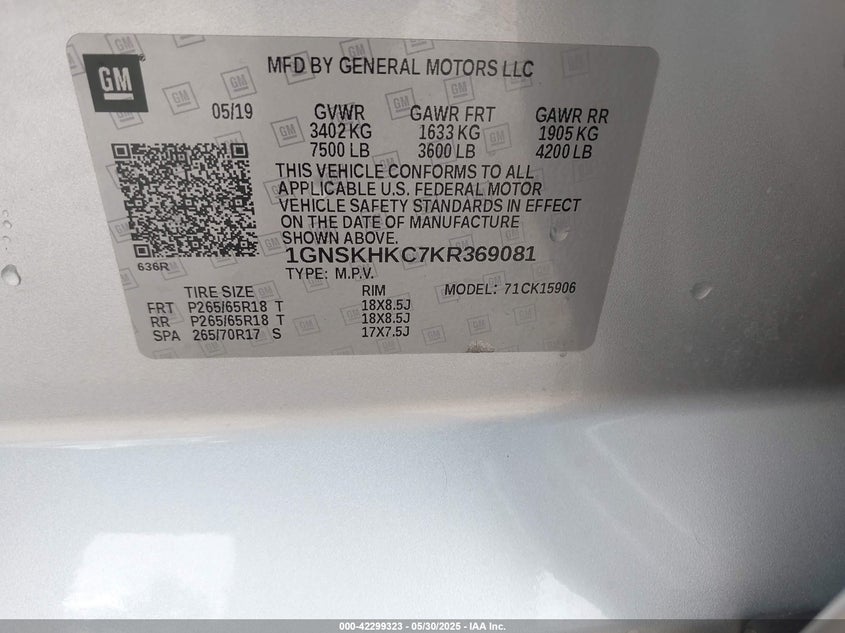 GM
MFD BY GENERAL MOTORS LLC
05/19 GVWR GAWR FRT GAWR RR
3402 KG 1633 KG 1905 KG
7500 LB 3600 LB 4200 LB
THIS VEHICLE CONFORMS TO ALL
APPLICABLE U.S. FEDERAL MOTOR
VEHICLE SAFETY STANDARDS IN EFFECT
ON THE DATE OF MANUFACTURE
SHOWN ABOVE.
636R
1GNSKHKC7KR369081
TYPE: M.P.V.
TIRE SIZE RIM MODEL: 71CK15906
FRT P265/65R18 T 18X8.5J
RR P265/65R18 T 18X8.5J
SPA 265/70R17 S 17X7.5J
000-42299323 — 05/30/2025 - IAA Inc.